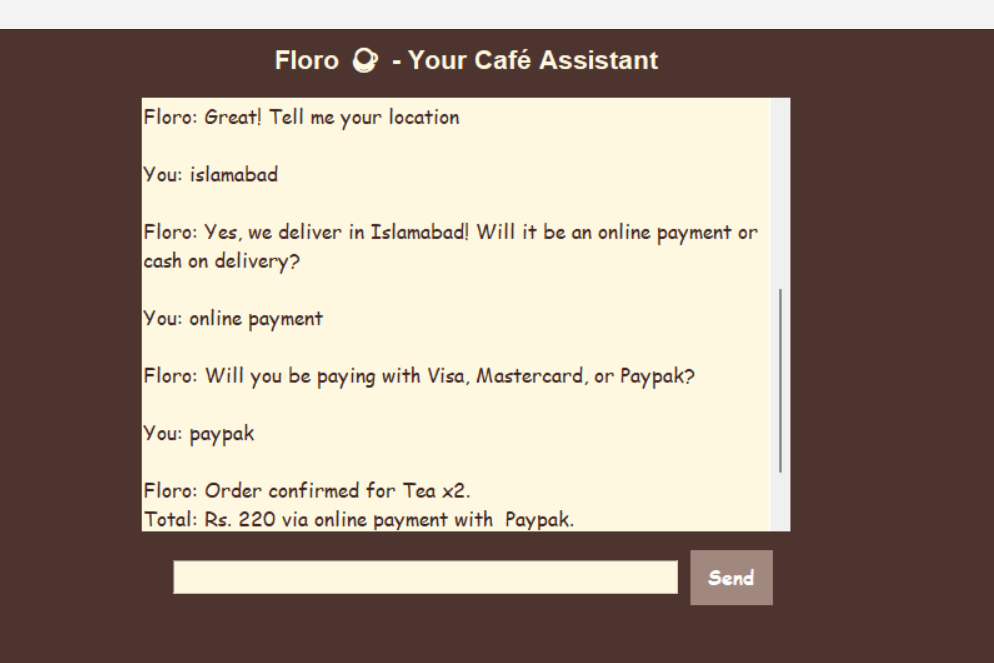 Floro ☕ - Your Café Assistant
Floro: Great! Tell me your location
You: islamabad
Floro: Yes, we deliver in Islamabad! Will it be an online payment or
cash on delivery?
You: online payment
Floro: Will you be paying with Visa, Mastercard, or Paypak?
You: paypak
Floro: Order confirmed for Tea x2.
Total: Rs. 220 via online payment with  Paypak.
Send